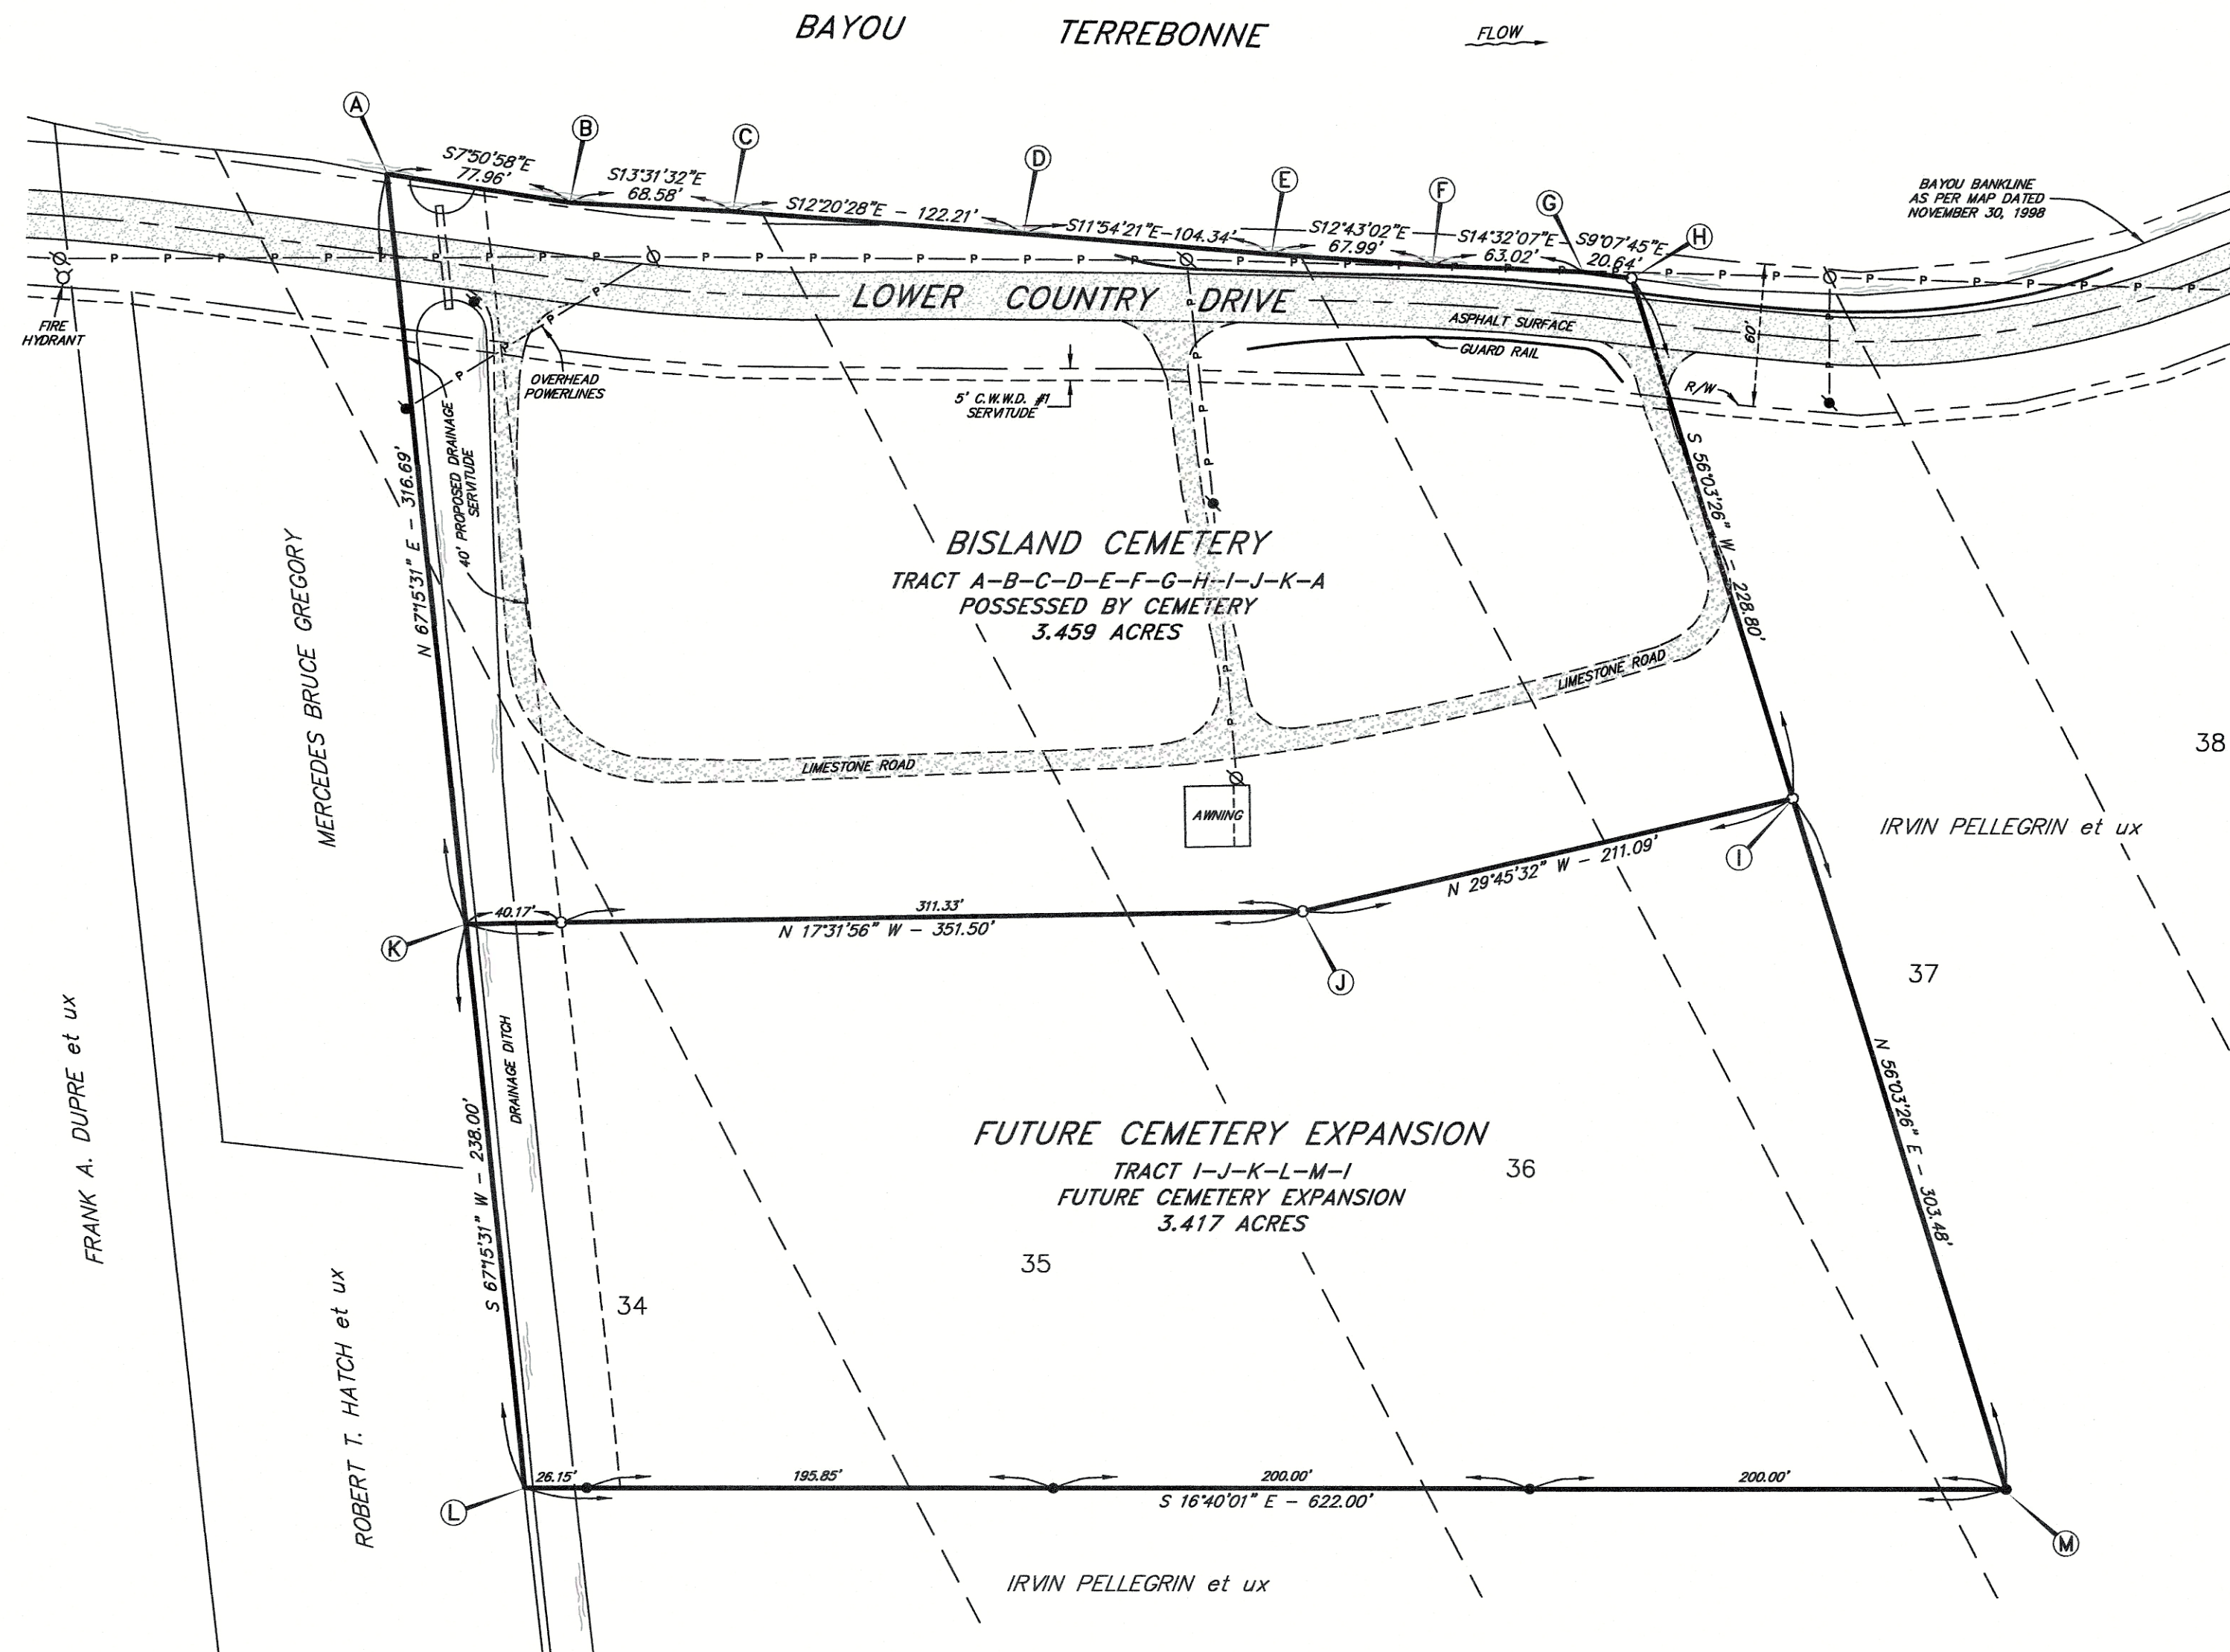 BAYOU TERREBONNE
FLOW
A
B
C
D
E
F
G
H
S7°50'58"E
77.96'
S13°31'32"E
68.58'
S12°20'28"E - 122.21'
S11°54'21"E-104.34'
S12°43'02"E
67.99'
S14°32'07"E
63.02'
S9°07'45"E
20.64'
BAYOU BANKLINE
AS PER MAP DATED
NOVEMBER 30, 1998
P P P P P P P P P P
LOWER COUNTRY DRIVE
ASPHALT SURFACE
GUARD RAIL
60'
R/W
FIRE
HYDRANT
OVERHEAD
POWERLINES
5' C.W.W.D. #1
SERVITUDE
40' PROPOSED DRAINAGE
SERVITUDE
N 67°15'31" E - 316.69'
S 56°03'26" W - 228.80'
MERCEDES BRUCE GREGORY
BISLAND CEMETERY
TRACT A-B-C-D-E-F-G-H-I-J-K-A
POSSESSED BY CEMETERY
3.459 ACRES
LIMESTONE ROAD
LIMESTONE ROAD
AWNING
38
IRVIN PELLEGRIN et ux
I
N 29°45'32" W - 211.09'
40.17'
311.33'
N 17°31'56" W - 351.50'
K
J
37
FRANK A. DUPRE et ux
DRAINAGE DITCH
S 67°15'31" W - 238.00'
N 56°03'26" E - 303.48'
FUTURE CEMETERY EXPANSION
TRACT I-J-K-L-M-I
FUTURE CEMETERY EXPANSION
3.417 ACRES
36
35
34
ROBERT T. HATCH et ux
26.15'
195.85'
200.00'
200.00'
S 16°40'01" E - 622.00'
L
M
IRVIN PELLEGRIN et ux